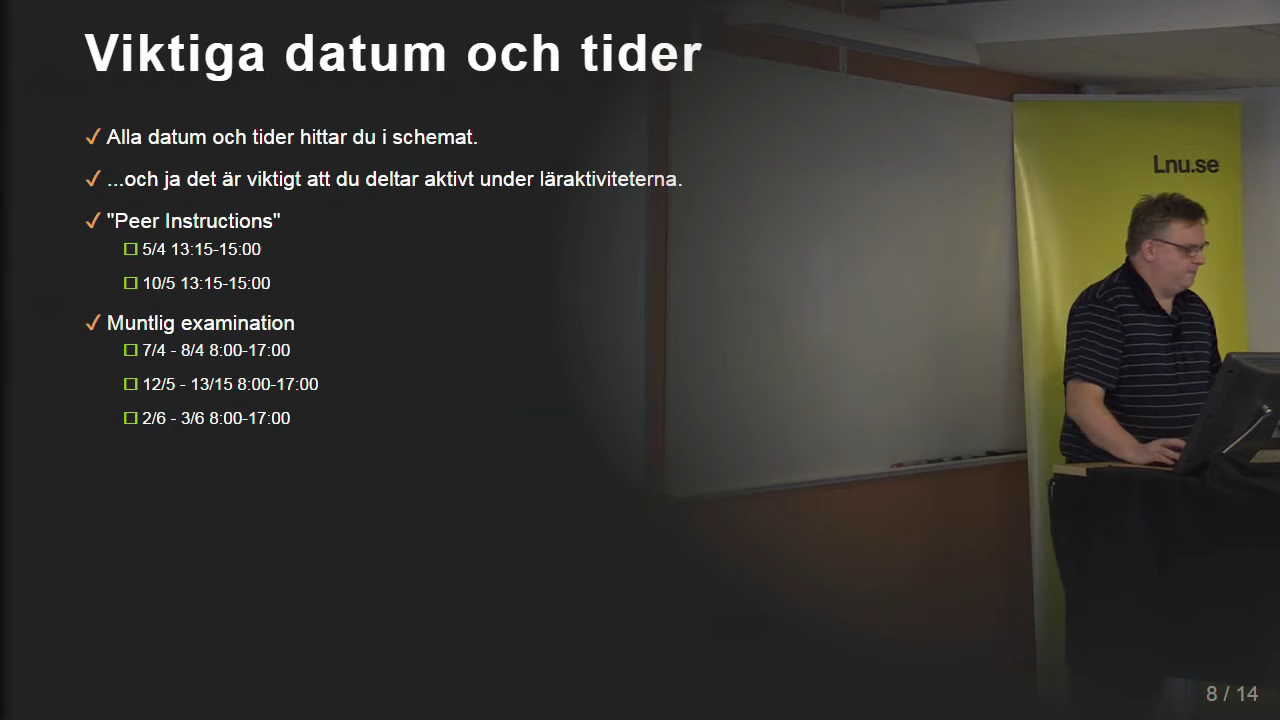 Viktiga datum och tider
Alla datum och tider hittar du i schemat.
...och ja det är viktigt att du deltar aktivt under läraktiviteterna.
"Peer Instructions"
5/4 13:15-15:00
10/5 13:15-15:00
Muntlig examination
7/4 - 8/4 8:00-17:00
12/5 - 13/15 8:00-17:00
2/6 - 3/6 8:00-17:00
Lnu.se
8 / 14